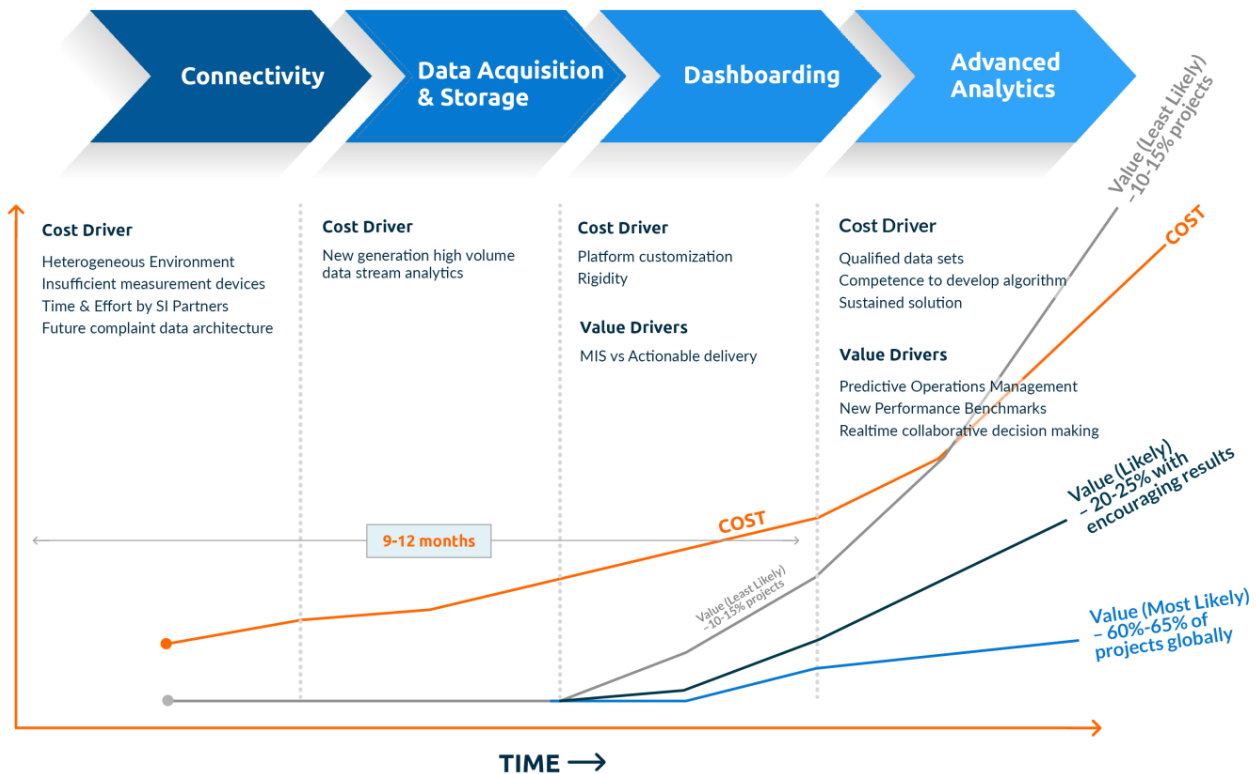 Connectivity
Data Acquisition
& Storage
Dashboarding
Advanced
Analytics
Value (Least Likely)
–10-15% projects
COST
Cost Driver
Heterogeneous Environment
Insufficient measurement devices
Time & Effort by SI Partners
Future complaint data architecture
Cost Driver
New generation high volume
data stream analytics
Cost Driver
Platform customization
Rigidity
Value Drivers
MIS vs Actionable delivery
Cost Driver
Qualified data sets
Competence to develop algorithm
Sustained solution
Value Drivers
Predictive Operations Management
New Performance Benchmarks
Realtime collaborative decision making
9-12 months
COST
Value (Least Likely)
–10-15% projects
Value (Likely)
– 20-25% with
encouraging results
Value (Most Likely)
– 60%-65% of
projects globally
TIME